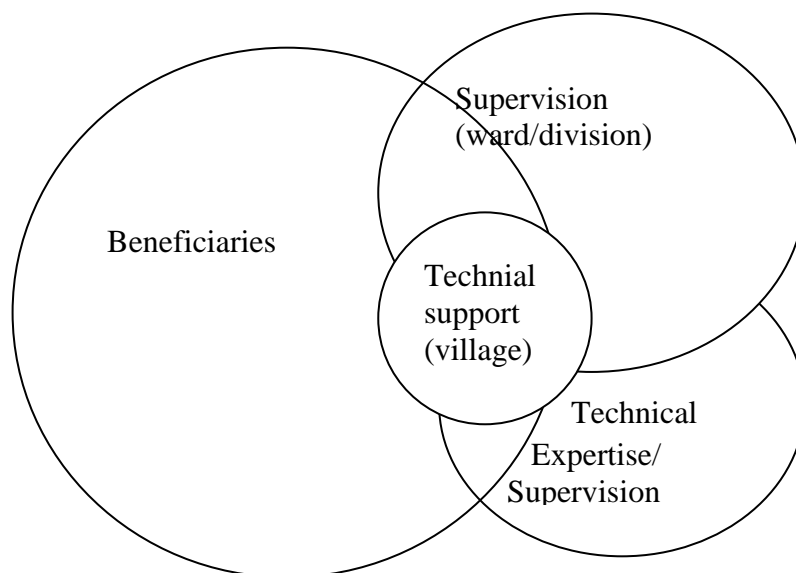 Supervision
(ward/division)
Beneficiaries
Technial
support
(village)
Technical
Expertise/
Supervision